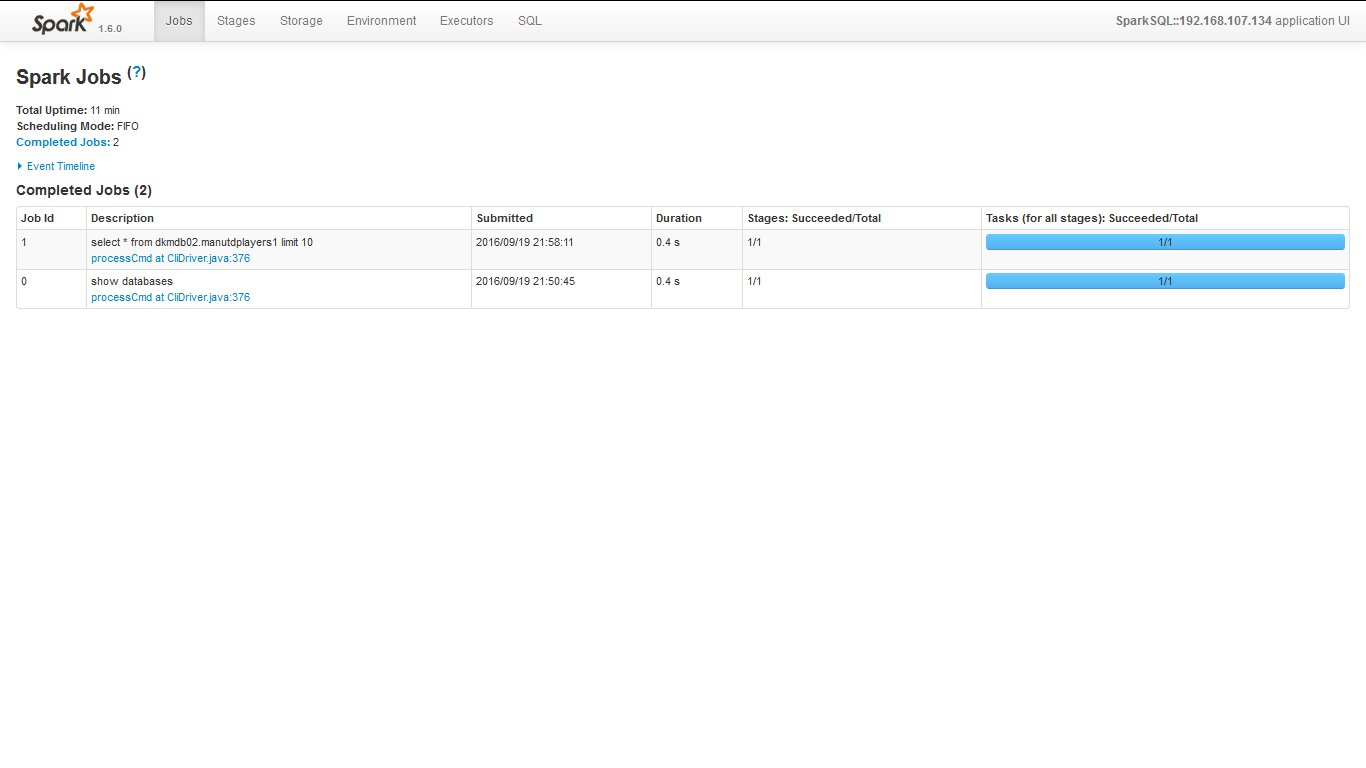 Spark 1.6.0 Jobs Stages Storage Environment Executors SQL SparkSQL::192.168.107.134 application UI
Spark Jobs (?)
Total Uptime: 11 min
Scheduling Mode: FIFO
Completed Jobs: 2
Event Timeline
Completed Jobs (2)
Job Id Description Submitted Duration Stages: Succeeded/Total Tasks (for all stages): Succeeded/Total
1 select * from dkmdb02.manutdplayers1 limit 10 2016/09/19 21:58:11 0.4 s 1/1 1/1
processCmd at CliDriver.java:376
0 show databases 2016/09/19 21:50:45 0.4 s 1/1 1/1
processCmd at CliDriver.java:376